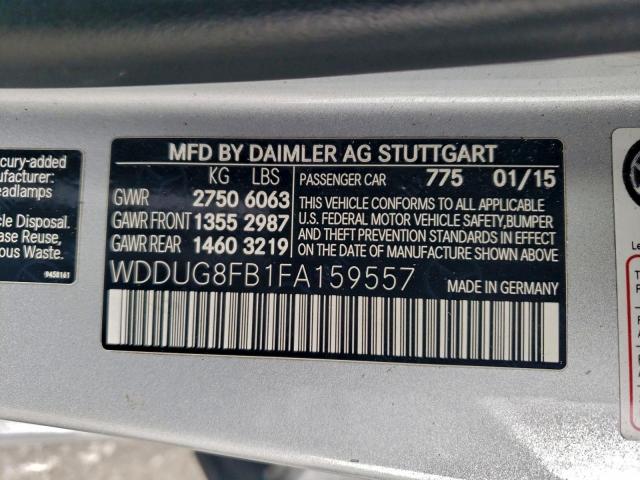 cury-added
eadlamps
le Disposal.
ase Reuse,
ous Waste.
9458161
MFD BY DAIMLER AG STUTTGART
KG LBS
GVWR 2750 6063
GAWR FRONT 1355 2987
GAWR REAR 1460 3219
PASSENGER CAR 775 01/15
THIS VEHICLE CONFORMS TO ALL APPLICABLE
U.S. FEDERAL MOTOR VEHICLE SAFETY, BUMPER
AND THEFT PREVENTION STANDARDS IN EFFECT
ON THE DATE OF MANUFACTURE SHOWN ABOVE.
WDDUG8FB1FA159557
MADE IN GERMANY
Le